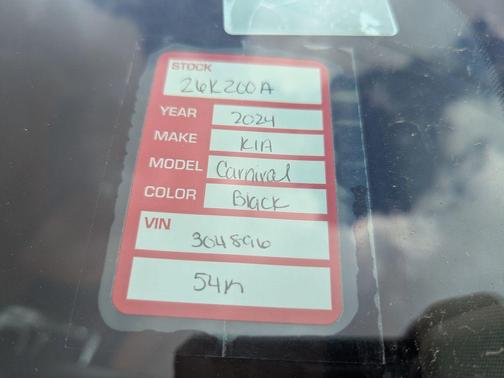 STOCK
26K200A
YEAR 2024
MAKE KIA
MODEL Carnival
COLOR Black
VIN
304896
54K